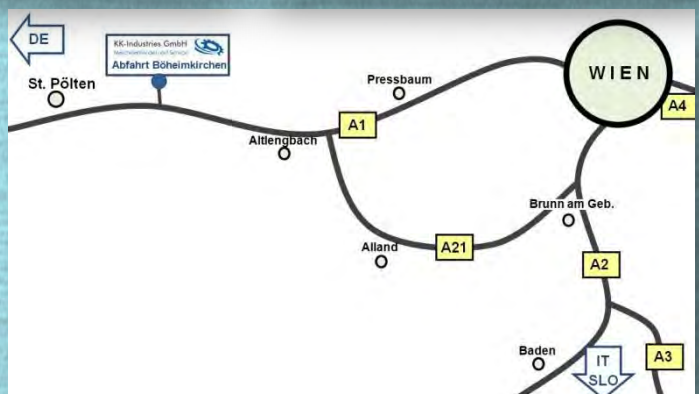 DE
KK-Industries GmbH
Abfahrt Böheimkirchen
St. Pölten
Pressbaum
WIEN
A4
A1
Altlengbach
Brunn am Geb.
Alland
A21
A2
Baden
IT
SLO
A3